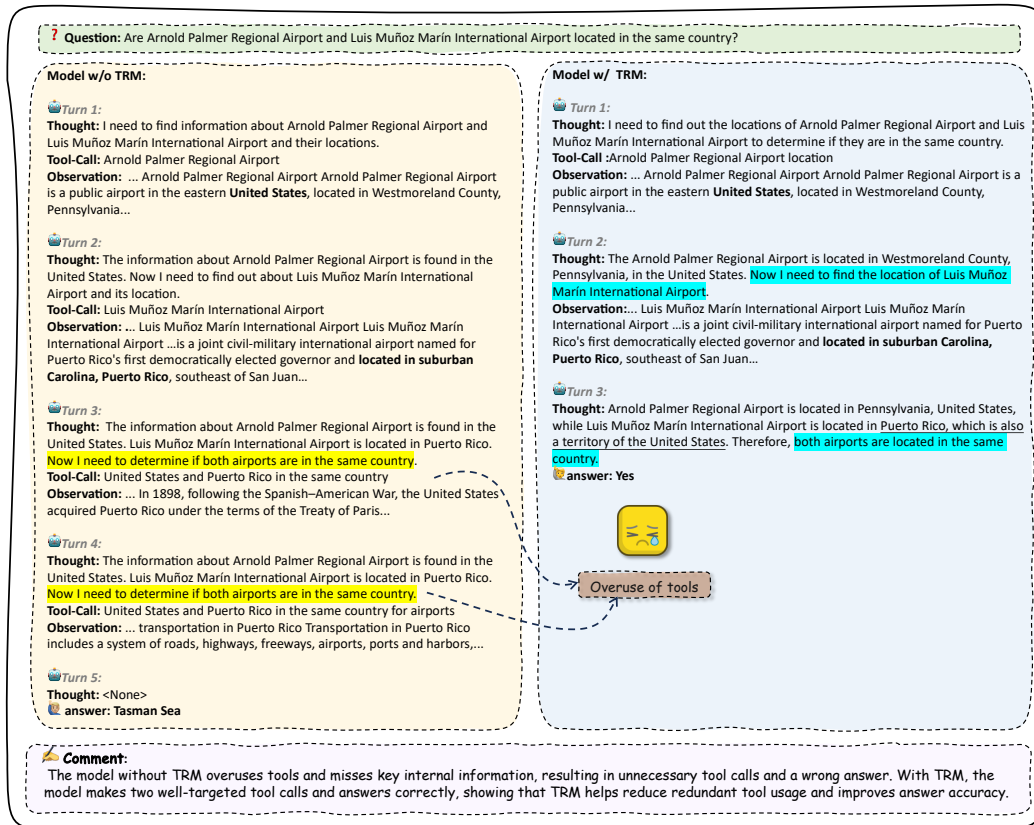 ? Question: Are Arnold Palmer Regional Airport and Luis Muñoz Marín International Airport located in the same country?
Model w/o TRM:
Turn 1:
Thought: I need to find information about Arnold Palmer Regional Airport and
Luis Muñoz Marín International Airport and their locations.
Tool-Call: Arnold Palmer Regional Airport
Observation: ... Arnold Palmer Regional Airport Arnold Palmer Regional Airport
is a public airport in the eastern United States, located in Westmoreland County,
Pennsylvania...
Turn 2:
Thought: The information about Arnold Palmer Regional Airport is found in the
United States. Now I need to find out about Luis Muñoz Marín International
Airport and its location.
Tool-Call: Luis Muñoz Marín International Airport
Observation: ... Luis Muñoz Marín International Airport Luis Muñoz Marín
International Airport ...is a joint civil-military international airport named for
Puerto Rico's first democratically elected governor and located in suburban
Carolina, Puerto Rico, southeast of San Juan...
Turn 3:
Thought: The information about Arnold Palmer Regional Airport is found in the
United States. Luis Muñoz Marín International Airport is located in Puerto Rico.
Now I need to determine if both airports are in the same country.
Tool-Call: United States and Puerto Rico in the same country
Observation: ... In 1898, following the Spanish–American War, the United States
acquired Puerto Rico under the terms of the Treaty of Paris...
Turn 4:
Thought: The information about Arnold Palmer Regional Airport is found in the
United States. Luis Muñoz Marín International Airport is located in Puerto Rico.
Now I need to determine if both airports are in the same country.
Tool-Call: United States and Puerto Rico in the same country for airports
Observation: ... transportation in Puerto Rico Transportation in Puerto Rico
includes a system of roads, highways, freeways, airports, ports and harbors,...
Turn 5:
Thought: <None>
answer: Tasman Sea
Model w/ TRM:
Turn 1:
Thought: I need to find out the locations of Arnold Palmer Regional Airport and Luis
Muñoz Marín International Airport to determine if they are in the same country.
Tool-Call :Arnold Palmer Regional Airport location
Observation: ... Arnold Palmer Regional Airport Arnold Palmer Regional Airport is a
public airport in the eastern United States, located in Westmoreland County,
Pennsylvania...
Turn 2:
Thought: The Arnold Palmer Regional Airport is located in Westmoreland County,
Pennsylvania, in the United States. Now I need to find the location of Luis Muñoz
Marín International Airport.
Observation:... Luis Muñoz Marín International Airport Luis Muñoz Marín
International Airport ...is a joint civil-military international airport named for Puerto
Rico's first democratically elected governor and located in suburban Carolina,
Puerto Rico, southeast of San Juan...
Turn 3:
Thought: Arnold Palmer Regional Airport is located in Pennsylvania, United States,
while Luis Muñoz Marín International Airport is located in Puerto Rico, which is also
a territory of the United States. Therefore, both airports are located in the same
country.
answer: Yes
Overuse of tools
Comment:
The model without TRM overuses tools and misses key internal information, resulting in unnecessary tool calls and a wrong answer. With TRM, the
model makes two well-targeted tool calls and answers correctly, showing that TRM helps reduce redundant tool usage and improves answer accuracy.